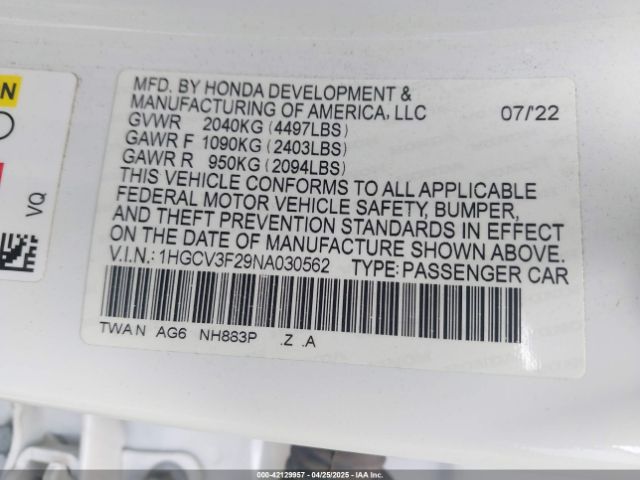 N
VQ
MFD. BY HONDA DEVELOPMENT &
MANUFACTURING OF AMERICA, LLC 07/22
GVWR 2040KG (4497LBS)
GAWR F 1090KG (2403LBS)
GAWR R 950KG (2094LBS)
THIS VEHICLE CONFORMS TO ALL APPLICABLE
FEDERAL MOTOR VEHICLE SAFETY, BUMPER,
AND THEFT PREVENTION STANDARDS IN EFFECT
ON THE DATE OF MANUFACTURE SHOWN ABOVE.
V.I.N.: 1HGCV3F29NA030562 TYPE: PASSENGER CAR
TWA N AG6 NH883P .Z .A
000-42129957 | 04/25/2025 - IAAI.COM